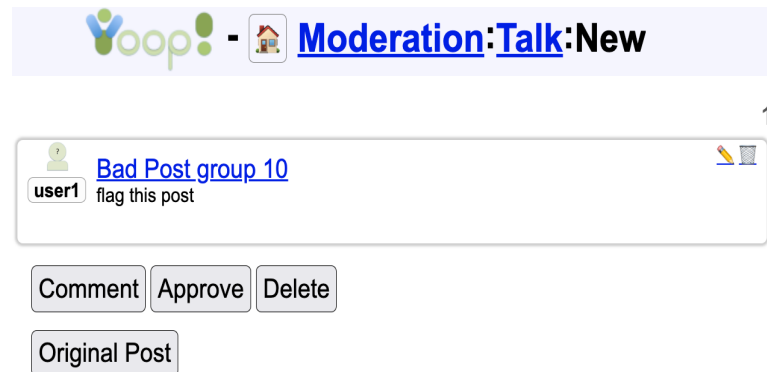 Yoop! - Moderation:Talk:New
Bad Post group 10
user1
flag this post
Comment Approve Delete
Original Post